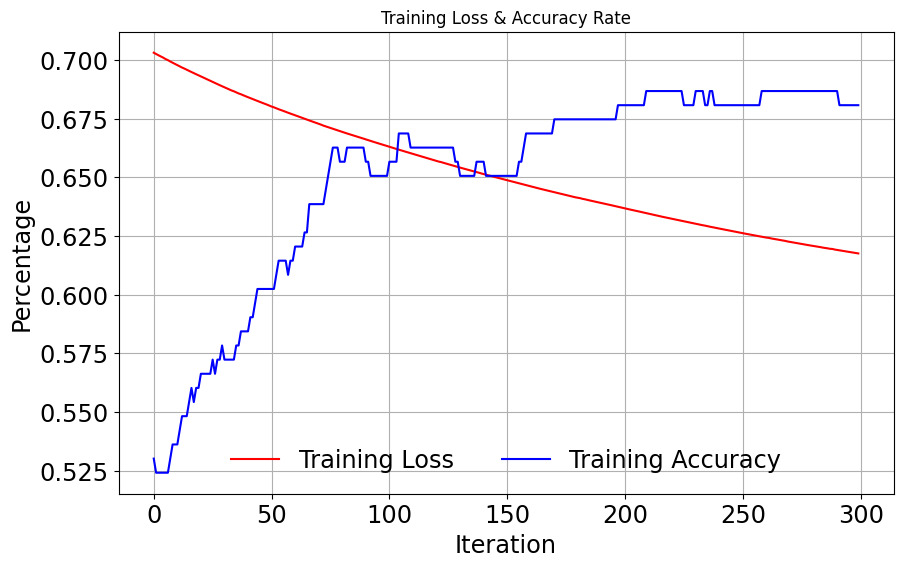 Training Loss & Accuracy Rate
Percentage
0.700
0.675
0.650
0.625
0.600
0.575
0.550
0.525
Training Loss Training Accuracy
0 50 100 150 200 250 300
Iteration